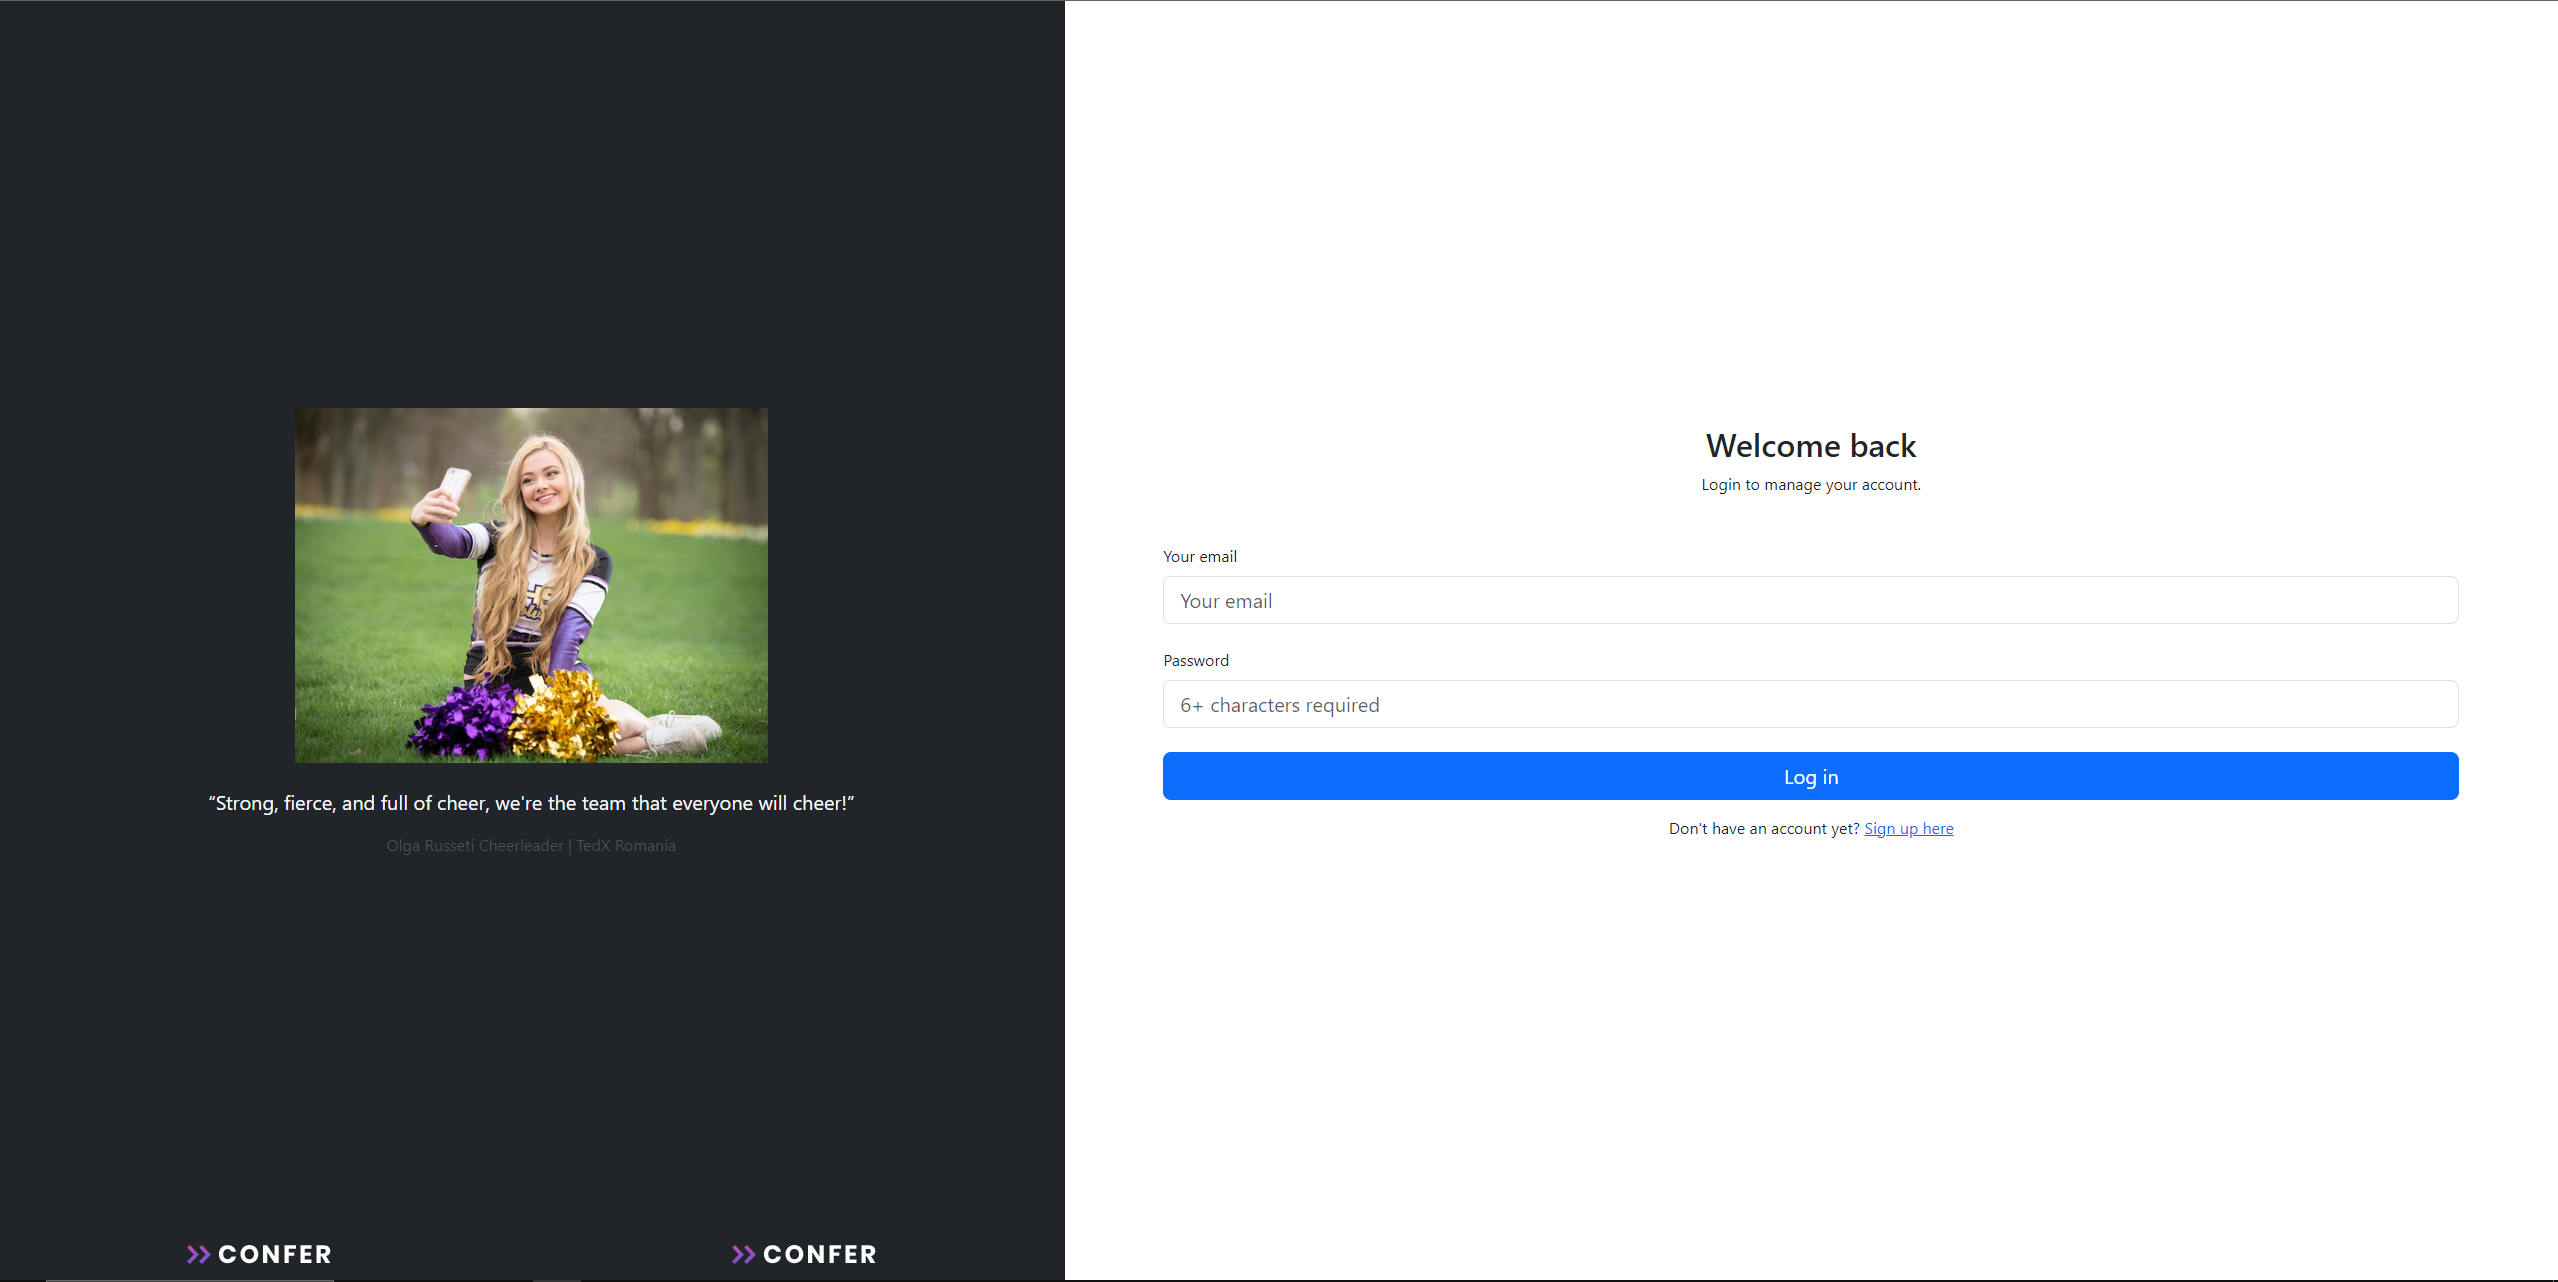 “Strong, fierce, and full of cheer, we're the team that everyone will cheer!”
Olga Russeti Cheerleader | TedX Romania
CONFER
CONFER
Welcome back
Login to manage your account.
Your email
Your email
Password
6+ characters required
Log in
Don't have an account yet? Sign up here